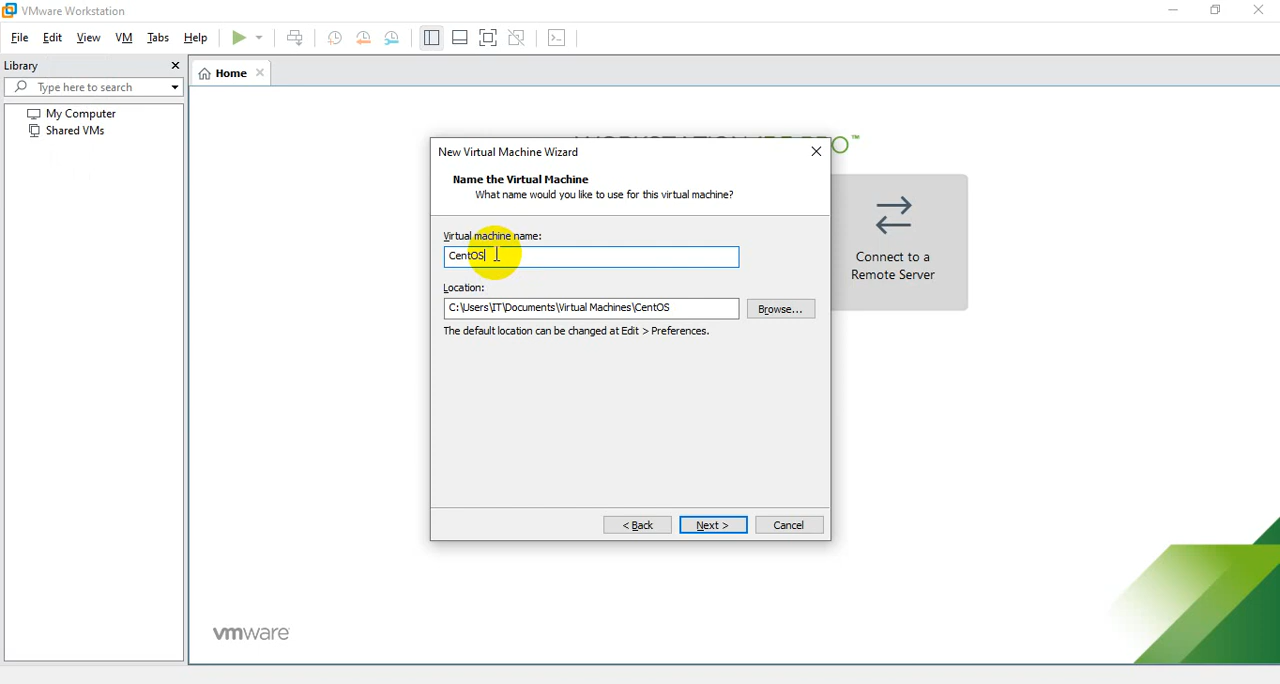 VMware Workstation
File Edit View VM Tabs Help
Library
Type here to search
Home
My Computer
Shared VMs
New Virtual Machine Wizard
Name the Virtual Machine
What name would you like to use for this virtual machine?
Virtual machine name:
CentOS
Location:
C:\Users\IT\Documents\Virtual Machines\CentOS
Browse...
The default location can be changed at Edit > Preferences.
< Back
Next >
Cancel
Connect to a
Remote Server
vmware